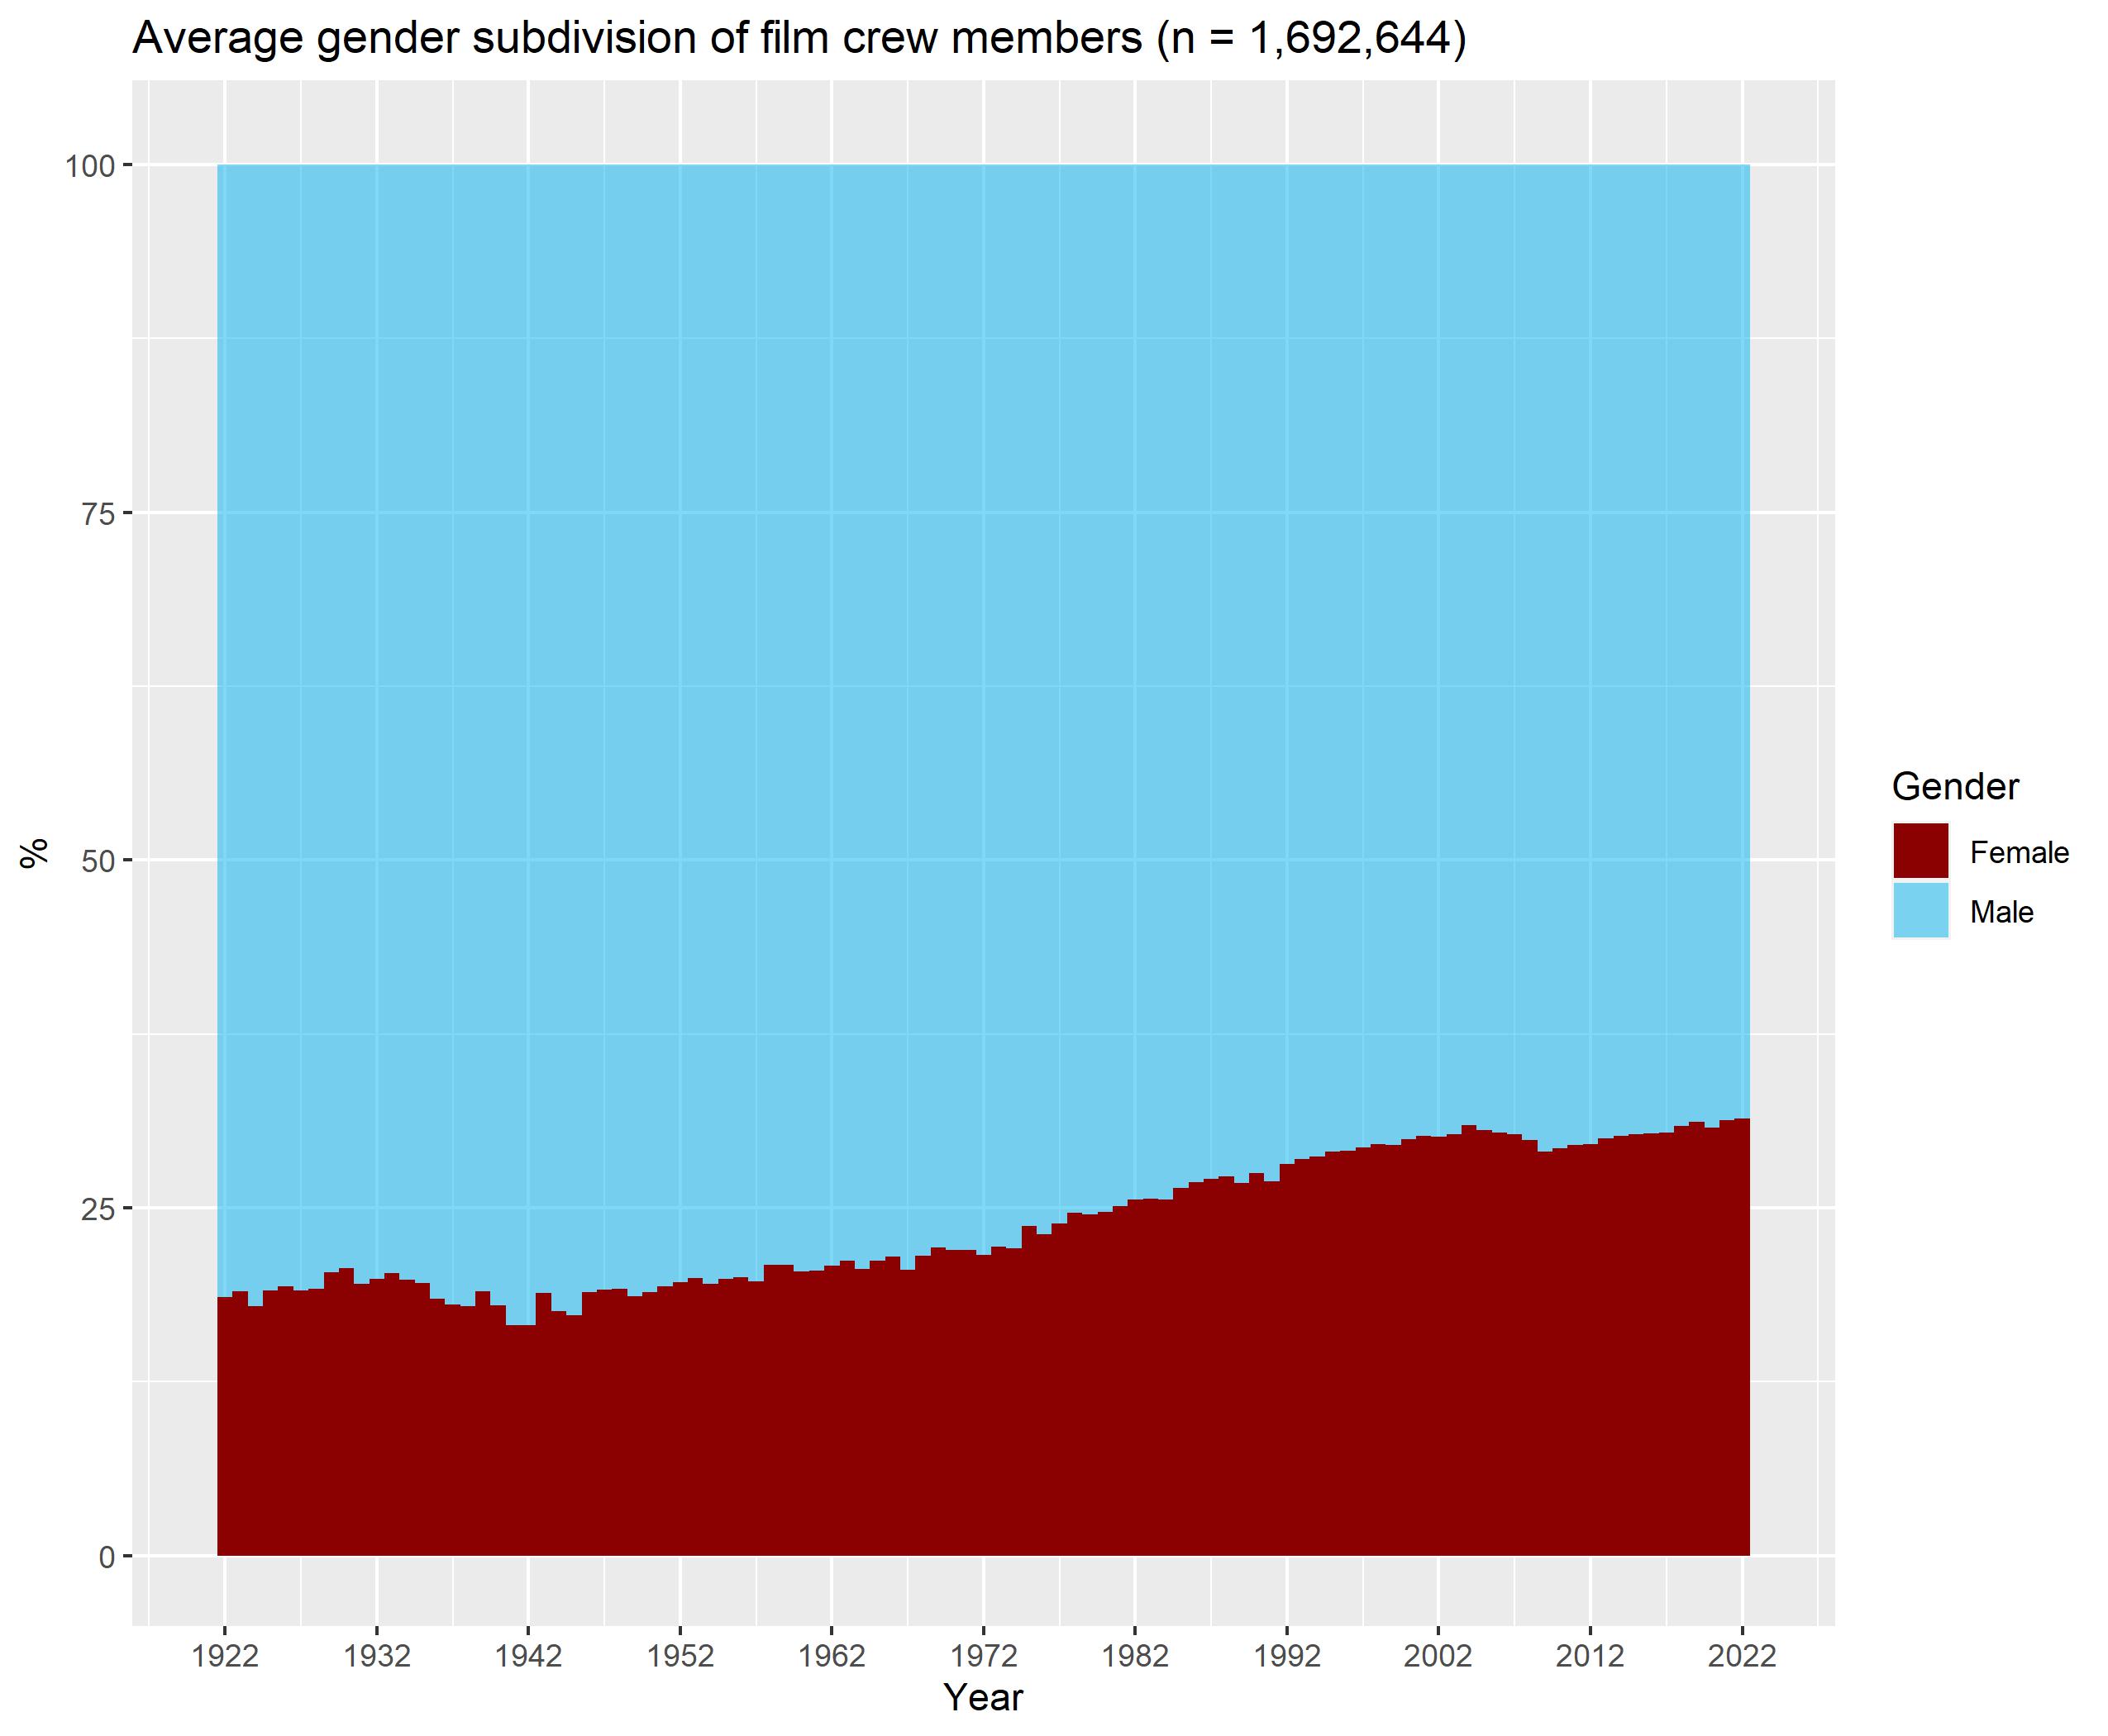 Average gender subdivision of film crew members (n = 1,692,644)
100
75
50
25
0
%
1922 1932 1942 1952 1962 1972 1982 1992 2002 2012 2022
Year
Gender
Female
Male